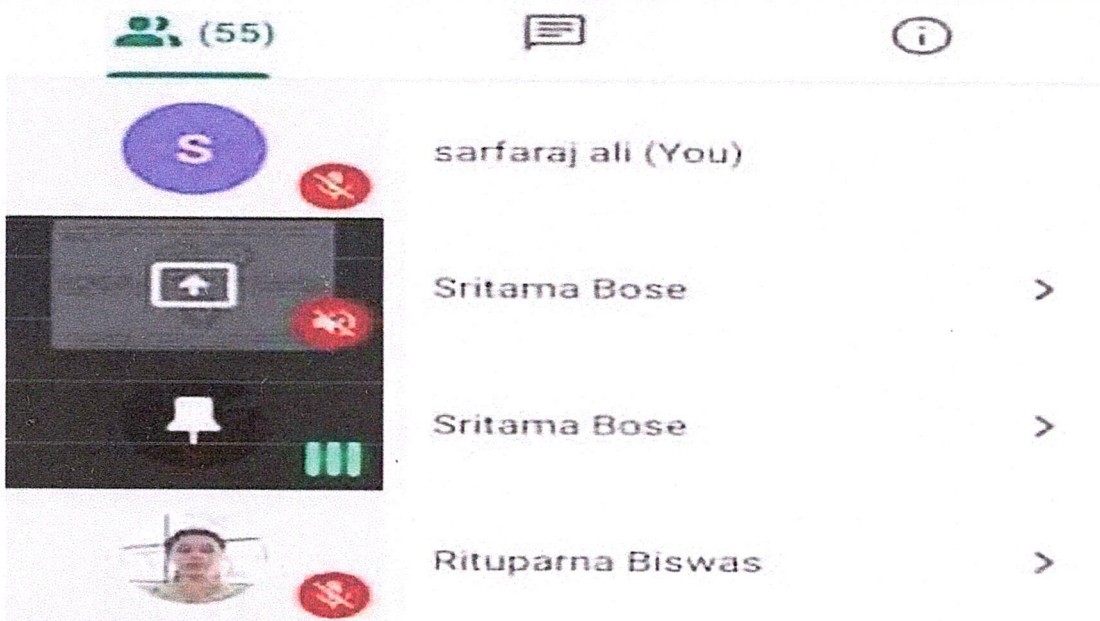 (55)
S
sarfaraj ali (You)
Sritama Bose
Sritama Bose
Rituparna Biswas